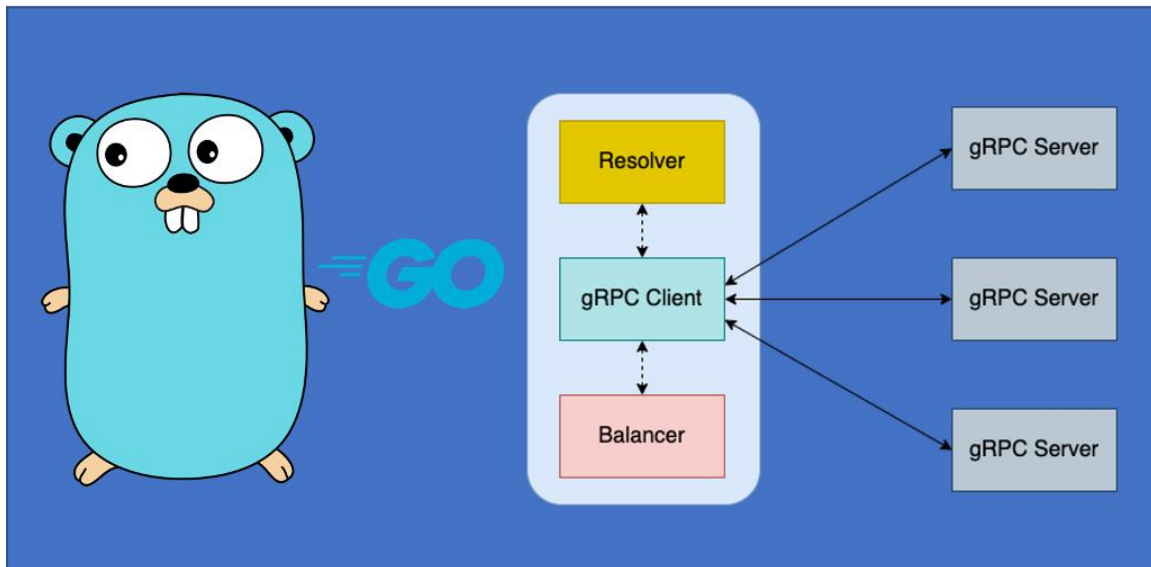 GO
Resolver
gRPC Client
Balancer
gRPC Server
gRPC Server
gRPC Server